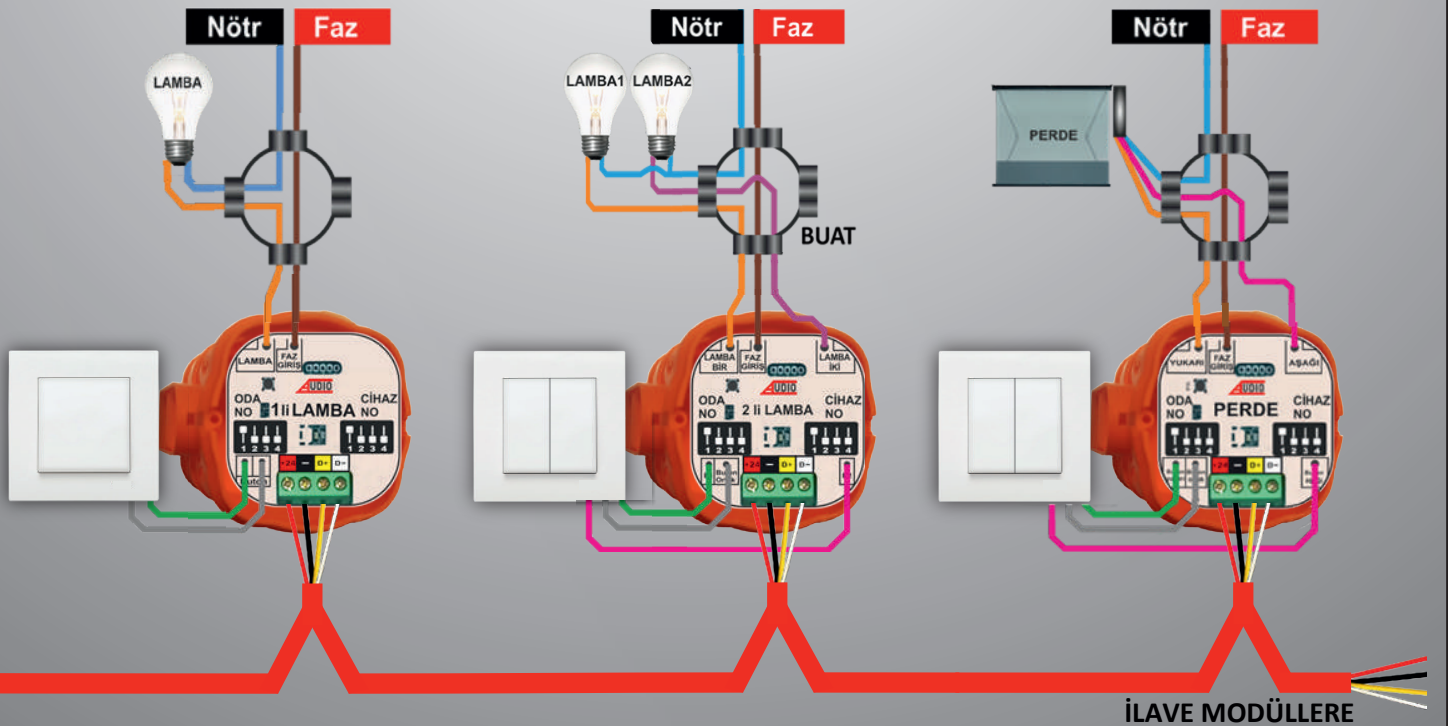 Nötr Faz
LAMBA
LAMBA
FAZ
GİRİŞ
AUDIO
ODA
NO
1 li LAMBA
CİHAZ
NO
1 2 3 4
1 2 3 4
+24 – D+ D–
Buton
Nötr Faz
LAMBA1 LAMBA2
BUAT
LAMBA
BİR
FAZ
GİRİŞ
LAMBA
İKİ
AUDIO
ODA
NO
2 li LAMBA
CİHAZ
NO
1 2 3 4
1 2 3 4
Buton
Ortak
+24 – D+ D–
Nötr Faz
PERDE
YUKARI
FAZ
GİRİŞ
AŞAĞI
AUDIO
ODA
NO
PERDE
CİHAZ
NO
1 2 3 4
1 2 3 4
+24 – D+ D–
İLAVE MODÜLLERE